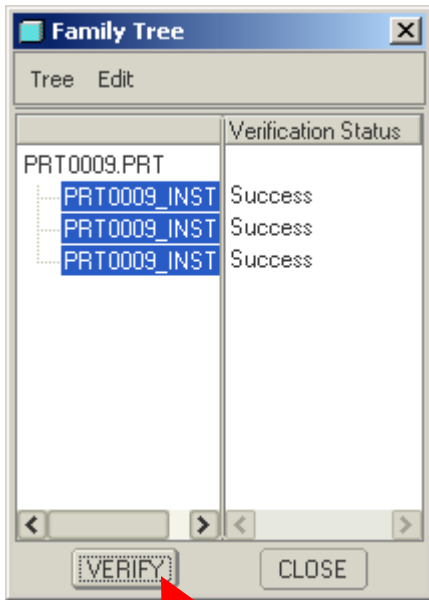 Family Tree
Tree Edit
Verification Status
PRT0009.PRT
PRT0009_INST Success
PRT0009_INST Success
PRT0009_INST Success
VERIFY CLOSE